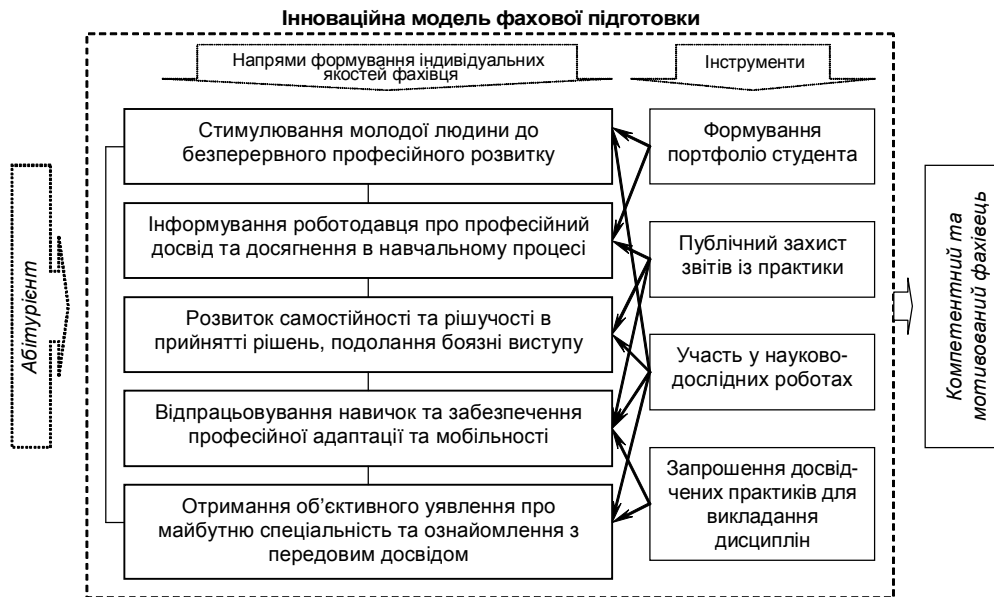 Інноваційна модель фахової підготовки
Напрями формування індивідуальних
якостей фахівця
Інструменти
Абітурієнт
Стимулювання молодої людини до
безперервного професійного розвитку
Інформування роботодавця про професійний
досвід та досягнення в навчальному процесі
Розвиток самостійності та рішучості в
прийнятті рішень, подолання боязні виступу
Відпрацьовування навичок та забезпечення
професійної адаптації та мобільності
Отримання об’єктивного уявлення про
майбутню спеціальність та ознайомлення з
передовим досвідом
Формування
портфоліо студента
Публічний захист
звітів із практики
Участь у науково-
дослідних роботах
Запрошення досвід-
чених практиків для
викладання
дисциплін
Компетентний та
мотивований фахівець